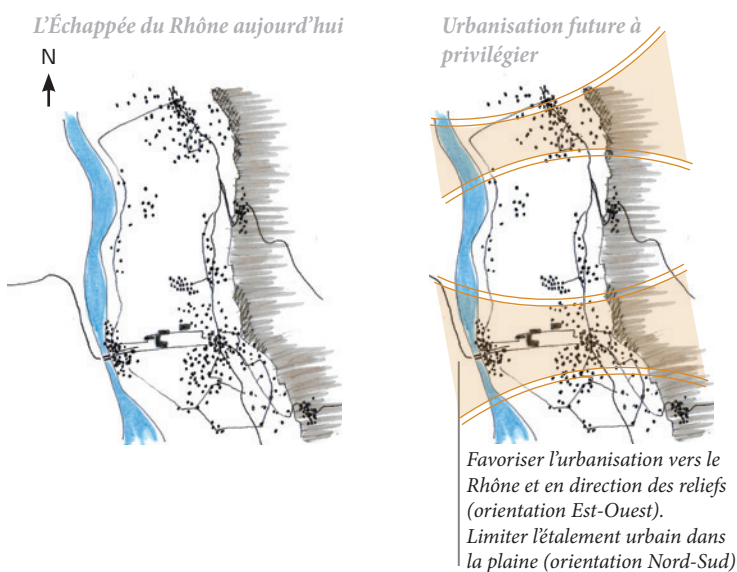 L'Échappée du Rhône aujourd'hui
N
Urbanisation future à
privilégier
Favoriser l'urbanisation vers le
Rhône et en direction des reliefs
(orientation Est-Ouest).
Limiter l'étalement urbain dans
la plaine (orientation Nord-Sud)